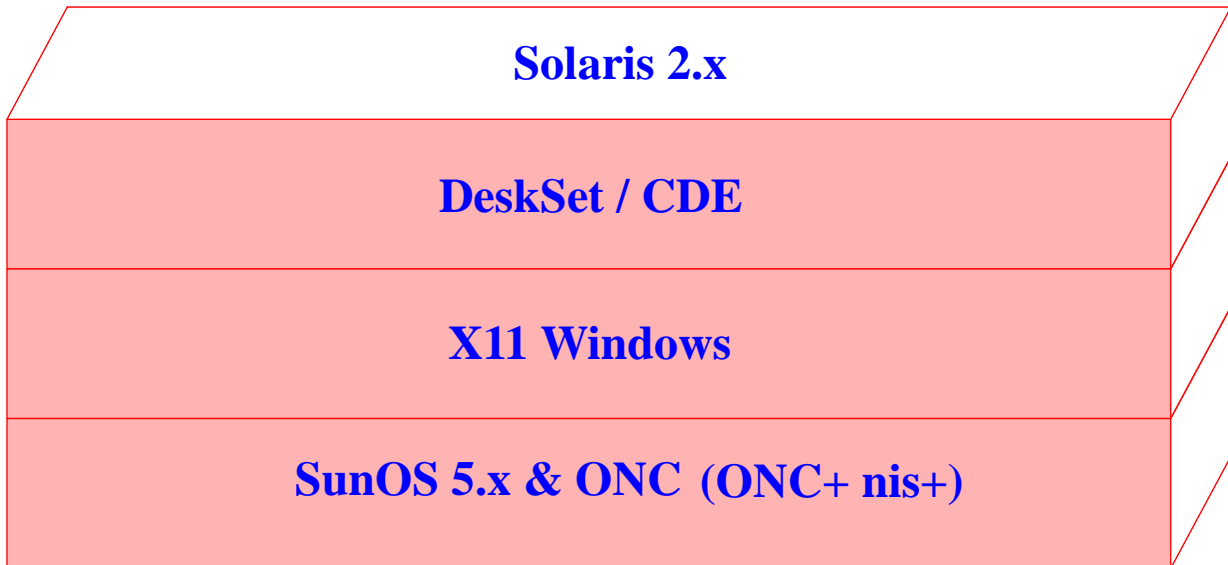 Solaris 2.x
DeskSet / CDE
X11 Windows
SunOS 5.x & ONC (ONC+ nis+)